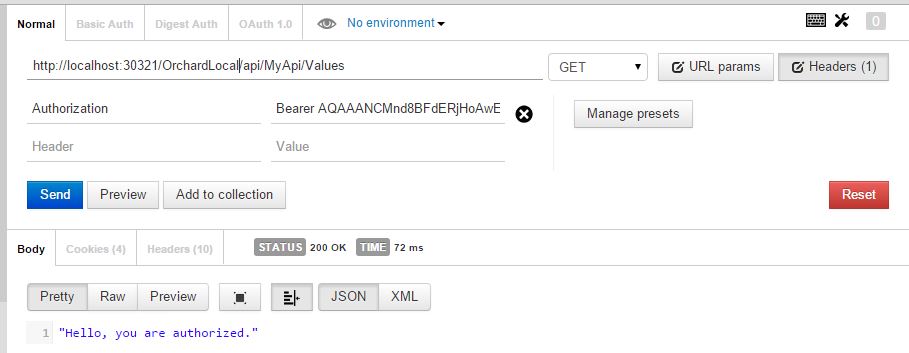 Normal Basic Auth Digest Auth OAuth 1.0 No environment 0
http://localhost:30321/OrchardLocal/api/MyApi/Values GET URL params Headers (1)
Authorization Bearer AQAAANCMnd8BFdERjHoAwE Manage presets
Header Value
Send Preview Add to collection Reset
Body Cookies (4) Headers (10) STATUS 200 OK TIME 72 ms
Pretty Raw Preview JSON XML
1 "Hello, you are authorized."